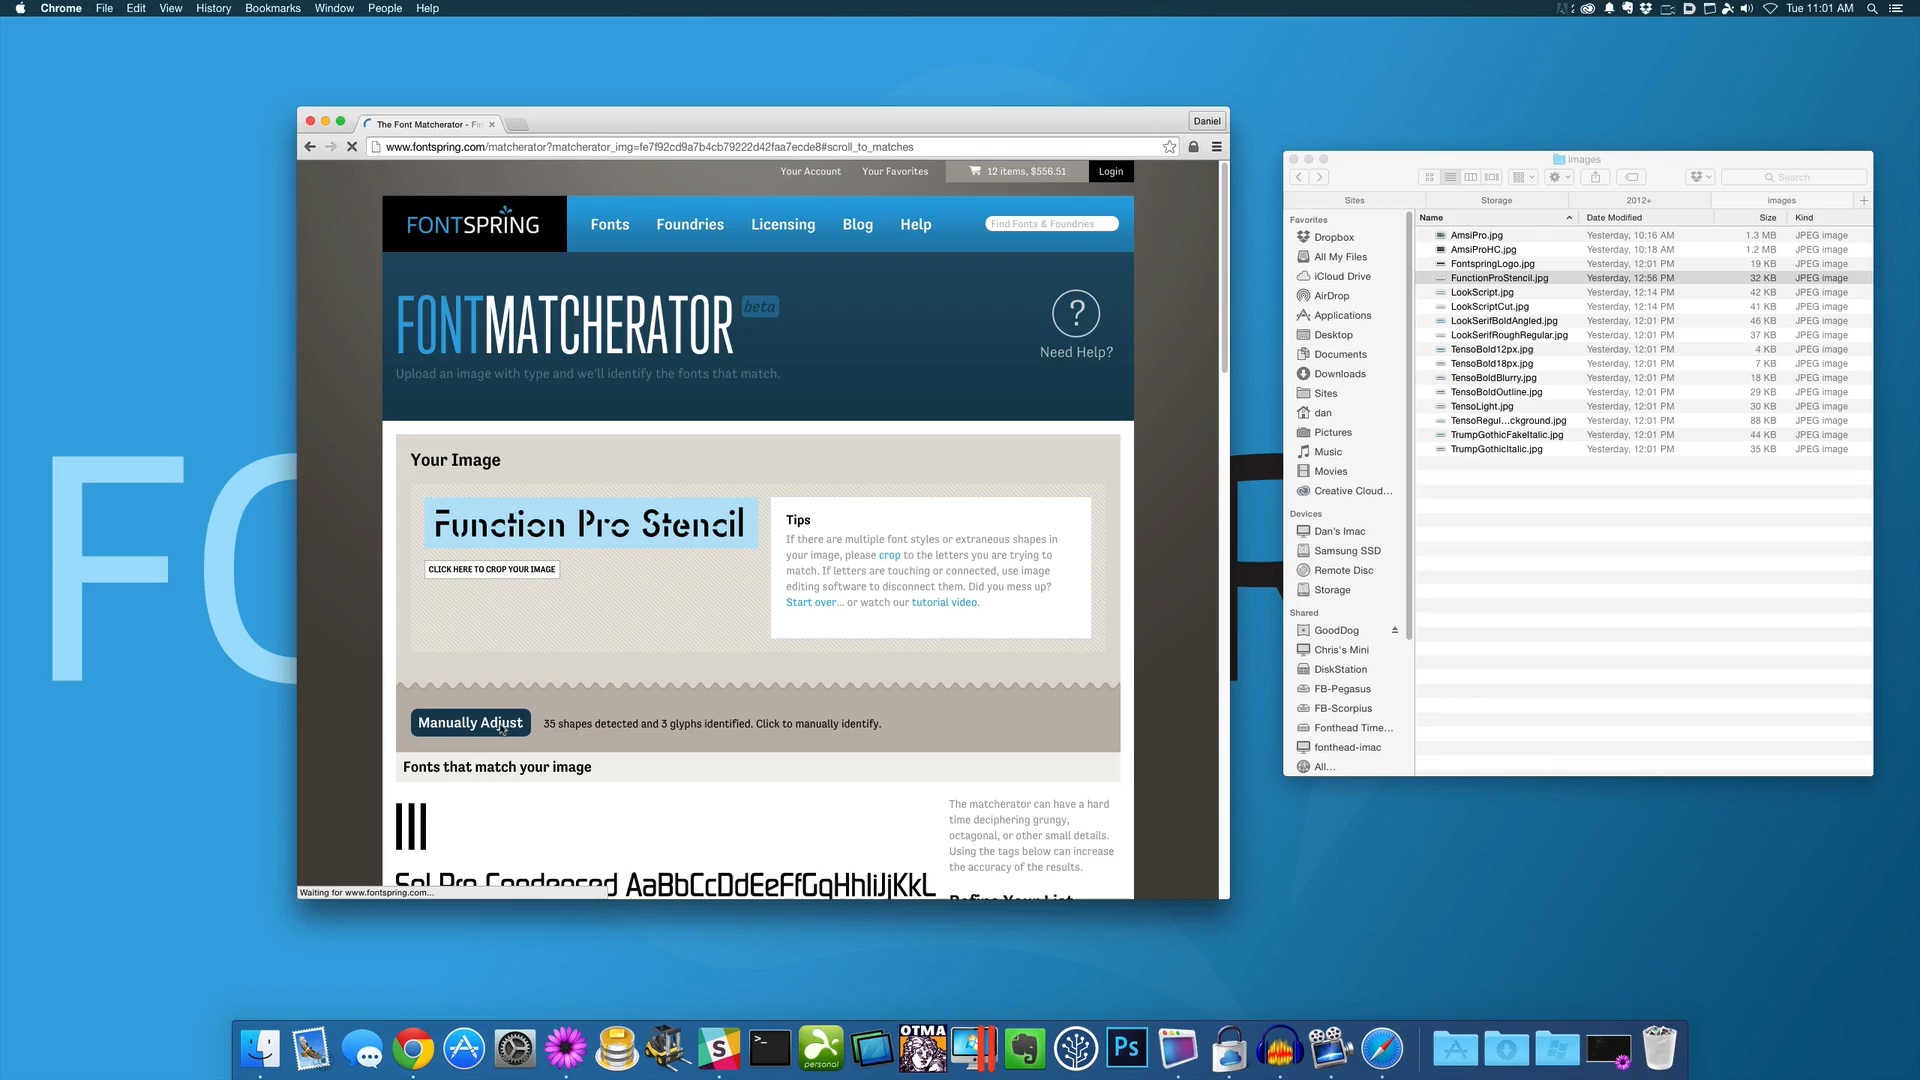 Chrome File Edit View History Bookmarks Window People Help
2 Tue 11:01 AM
The Font Matcherator - Fin
Daniel
www.fontspring.com/matcherator?matcherator_img=fe7f92cd9a7b4cb79222d42faa7ecde8#scroll_to_matches
Your Account Your Favorites 12 items, $556.51 Login
FONTSPRING Fonts Foundries Licensing Blog Help Find Fonts & Foundries
FONTMATCHERATOR beta
Upload an image with type and we'll identify the fonts that match.
?
Need Help?
Your Image
Function Pro Stencil
CLICK HERE TO CROP YOUR IMAGE
Tips
If there are multiple font styles or extraneous shapes in
your image, please crop to the letters you are trying to
match. If letters are touching or connected, use image
editing software to disconnect them. Did you mess up?
Start over... or watch our tutorial video.
Manually Adjust 35 shapes detected and 3 glyphs identified. Click to manually identify.
Fonts that match your image
lll
Sol Pro Condensed AaBbCcDdEeFfGgHhIiJjKkL
The matcherator can have a hard
time deciphering grungy,
octagonal, or other small details.
Using the tags below can increase
the accuracy of the results.
Refine Your List
Waiting for www.fontspring.com...
images
Search
Sites Storage 2012+ images
Favorites
Dropbox
All My Files
iCloud Drive
AirDrop
Applications
Desktop
Documents
Downloads
Sites
dan
Pictures
Music
Movies
Creative Cloud...
Devices
Dan's Imac
Samsung SSD
Remote Disc
Storage
Shared
GoodDog
Chris's Mini
DiskStation
FB-Pegasus
FB-Scorpius
Fonthead Time...
fonthead-imac
All...
Name Date Modified Size Kind
AmsiPro.jpg Yesterday, 10:16 AM 1.3 MB JPEG image
AmsiProHC.jpg Yesterday, 10:18 AM 1.2 MB JPEG image
FontspringLogo.jpg Yesterday, 12:01 PM 19 KB JPEG image
FunctionProStencil.jpg Yesterday, 12:56 PM 32 KB JPEG image
LookScript.jpg Yesterday, 12:14 PM 42 KB JPEG image
LookScriptCut.jpg Yesterday, 12:14 PM 41 KB JPEG image
LookSerifBoldAngled.jpg Yesterday, 12:01 PM 46 KB JPEG image
LookSerifRoughRegular.jpg Yesterday, 12:01 PM 37 KB JPEG image
TensoBold12px.jpg Yesterday, 12:01 PM 4 KB JPEG image
TensoBold18px.jpg Yesterday, 12:01 PM 7 KB JPEG image
TensoBoldBlurry.jpg Yesterday, 12:01 PM 23 KB JPEG image
TensoBoldOutline.jpg Yesterday, 12:01 PM 29 KB JPEG image
TensoLight.jpg Yesterday, 12:01 PM 30 KB JPEG image
TensoRegul...ckground.jpg Yesterday, 12:01 PM 88 KB JPEG image
TrumpGothicFakeItalic.jpg Yesterday, 12:01 PM 44 KB JPEG image
TrumpGothicItalic.jpg Yesterday, 12:01 PM 35 KB JPEG image
FO R
S
>_
personal
OTMA
Ps